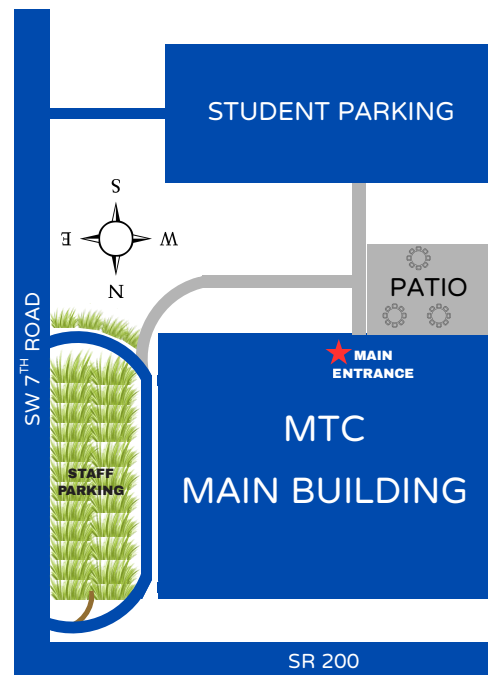 STUDENT PARKING
S
E
W
N
PATIO
SW 7TH ROAD
MAIN
ENTRANCE
MTC
MAIN BUILDING
STAFF
PARKING
SR 200